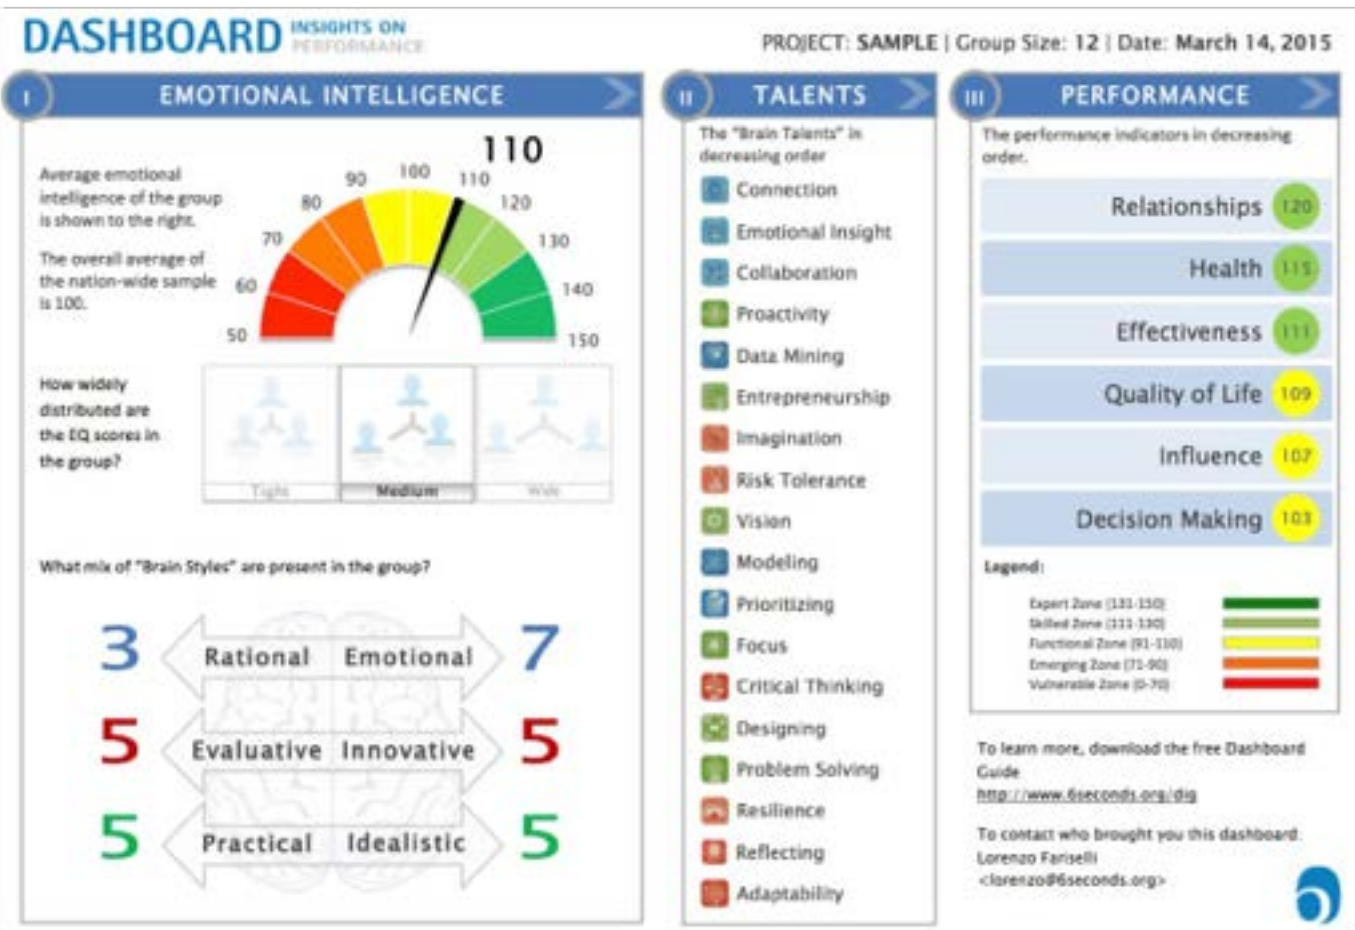 DASHBOARD INSIGHTS ON
PERFORMANCE
PROJECT: SAMPLE | Group Size: 12 | Date: March 14, 2015
I EMOTIONAL INTELLIGENCE
Average emotional
intelligence of the group
is shown to the right.
The overall average of
the nation-wide sample
is 100.
110
50
60
70
80
90
100
110
120
130
140
150
How widely
distributed are
the EQ scores in
the group?
Tight
Medium
Wide
What mix of "Brain Styles" are present in the group?
3 Rational Emotional 7
5 Evaluative Innovative 5
5 Practical Idealistic 5
II TALENTS
The "Brain Talents" in
decreasing order
Connection
Emotional Insight
Collaboration
Proactivity
Data Mining
Entrepreneurship
Imagination
Risk Tolerance
Vision
Modeling
Prioritizing
Focus
Critical Thinking
Designing
Problem Solving
Resilience
Reflecting
Adaptability
III PERFORMANCE
The performance indicators in decreasing
order.
Relationships 120
Health 115
Effectiveness 111
Quality of Life 109
Influence 107
Decision Making 103
Legend:
Expert Zone (131-150)
Skilled Zone (111-130)
Functional Zone (91-110)
Emerging Zone (71-90)
Vulnerable Zone (0-70)
To learn more, download the free Dashboard
Guide
http://www.6seconds.org/dig
To contact who brought you this dashboard:
Lorenzo Fariselli
<lorenzo@6seconds.org>